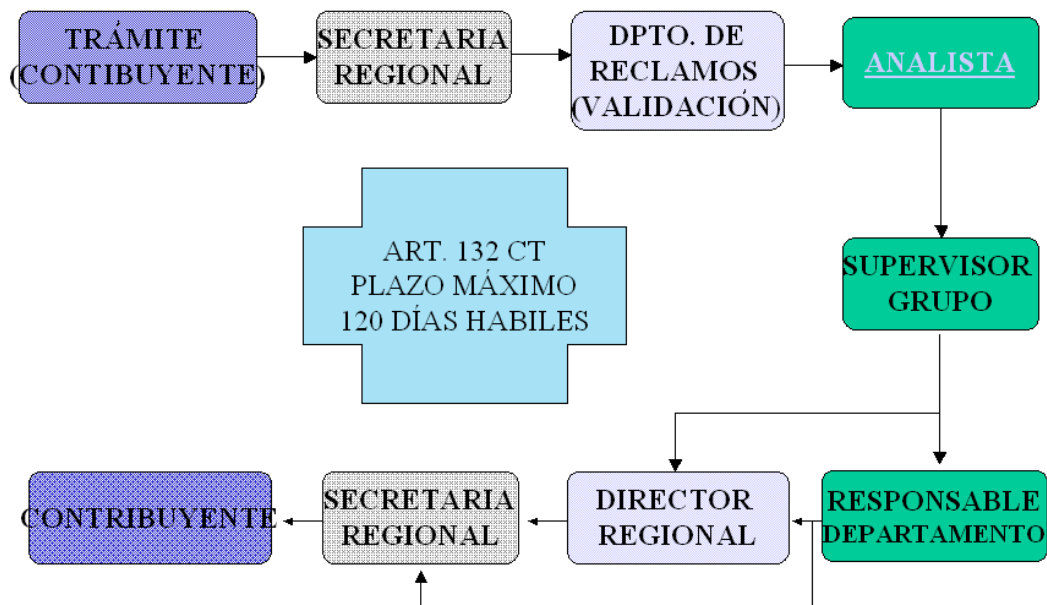 TRÁMITE
(CONTIBUYENTE)
SECRETARIA
REGIONAL
DPTO. DE
RECLAMOS
(VALIDACIÓN)
ANALISTA
ART. 132 CT
PLAZO MÁXIMO
120 DÍAS HABILES
SUPERVISOR
GRUPO
CONTRIBUYENTE
SECRETARIA
REGIONAL
DIRECTOR
REGIONAL
RESPONSABLE
DEPARTAMENTO